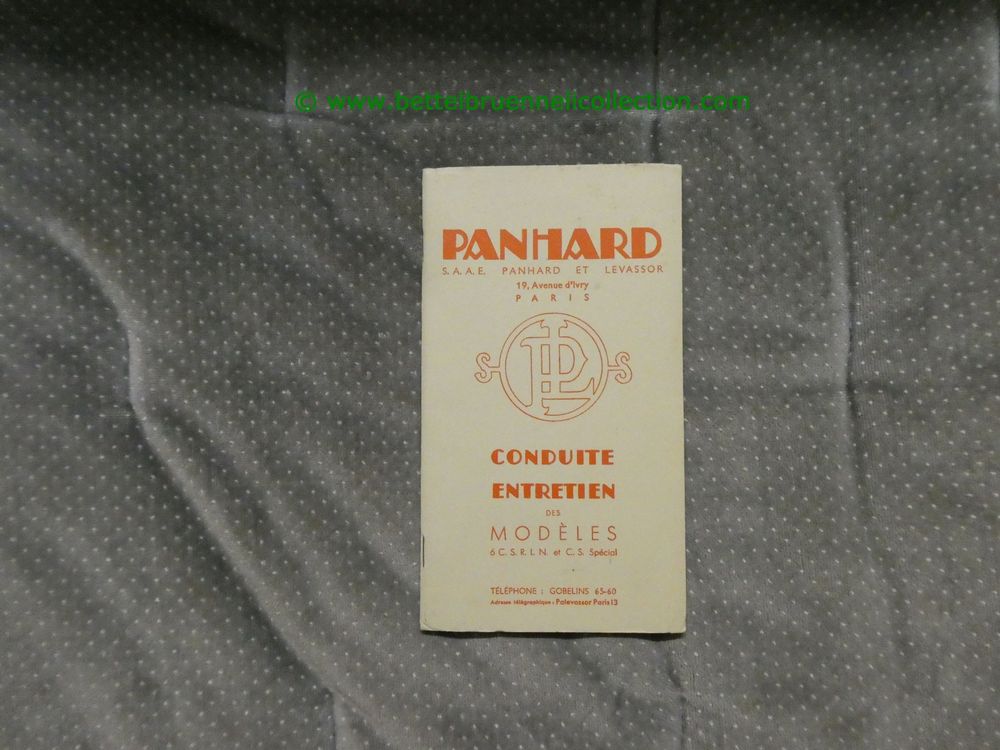 © www.bettelbruennelicollection.com
PANHARD
S. A. A. E. PANHARD ET LEVASSOR
19, Avenue d'Ivry
PARIS
S PL S
CONDUITE
ENTRETIEN
DES
MODÈLES
6 C. S. R. L. N. et C. S. Spécial
TÉLÉPHONE : GOBELINS 65-60
Adresse télégraphique : Palevassor Paris 13